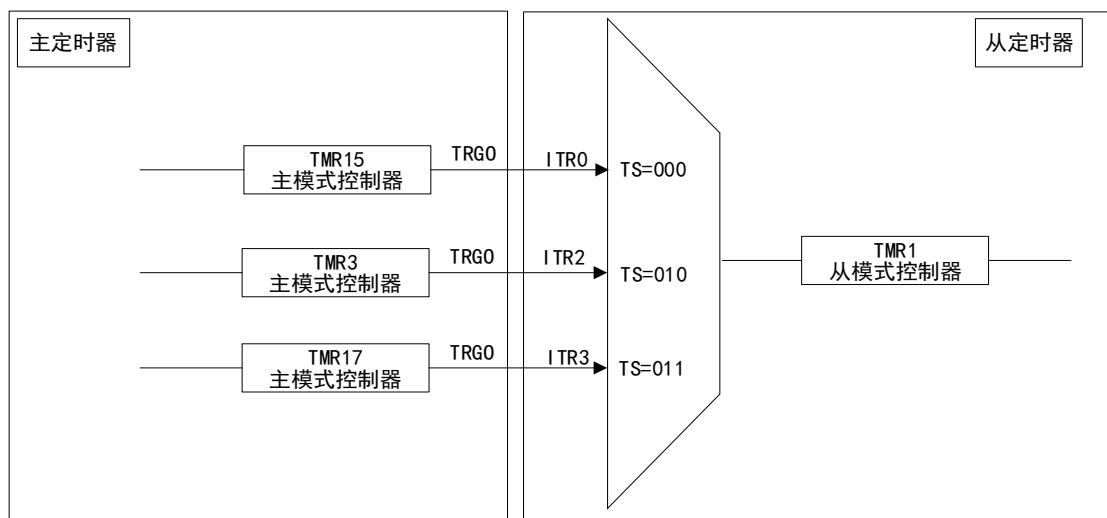 主定时器
从定时器
TMR15
主模式控制器
TRGO
ITR0
TS=000
TMR3
主模式控制器
TRGO
ITR2
TS=010
TMR1
从模式控制器
TMR17
主模式控制器
TRGO
ITR3
TS=011